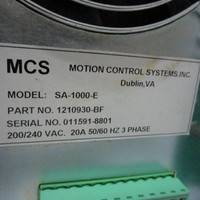 MCS MOTION CONTROL SYSTEMS, INC.
Dublin, VA
MODEL: SA-1000-E
PART NO. 1210930-BF
SERIAL NO. 011591-8801
200/240 VAC. 20A 50/60 HZ 3 PHASE